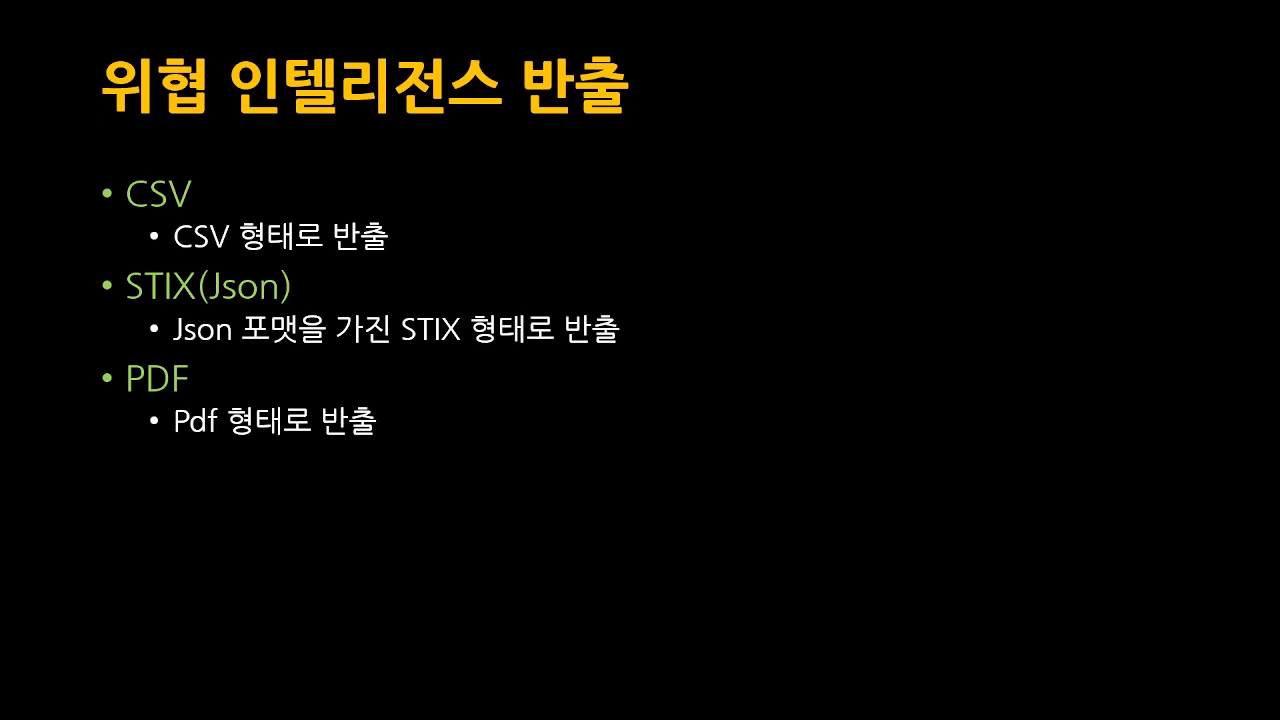 위협 인텔리전스 반출
• CSV
• CSV 형태로 반출
• STIX(Json)
• Json 포맷을 가진 STIX 형태로 반출
• PDF
• Pdf 형태로 반출